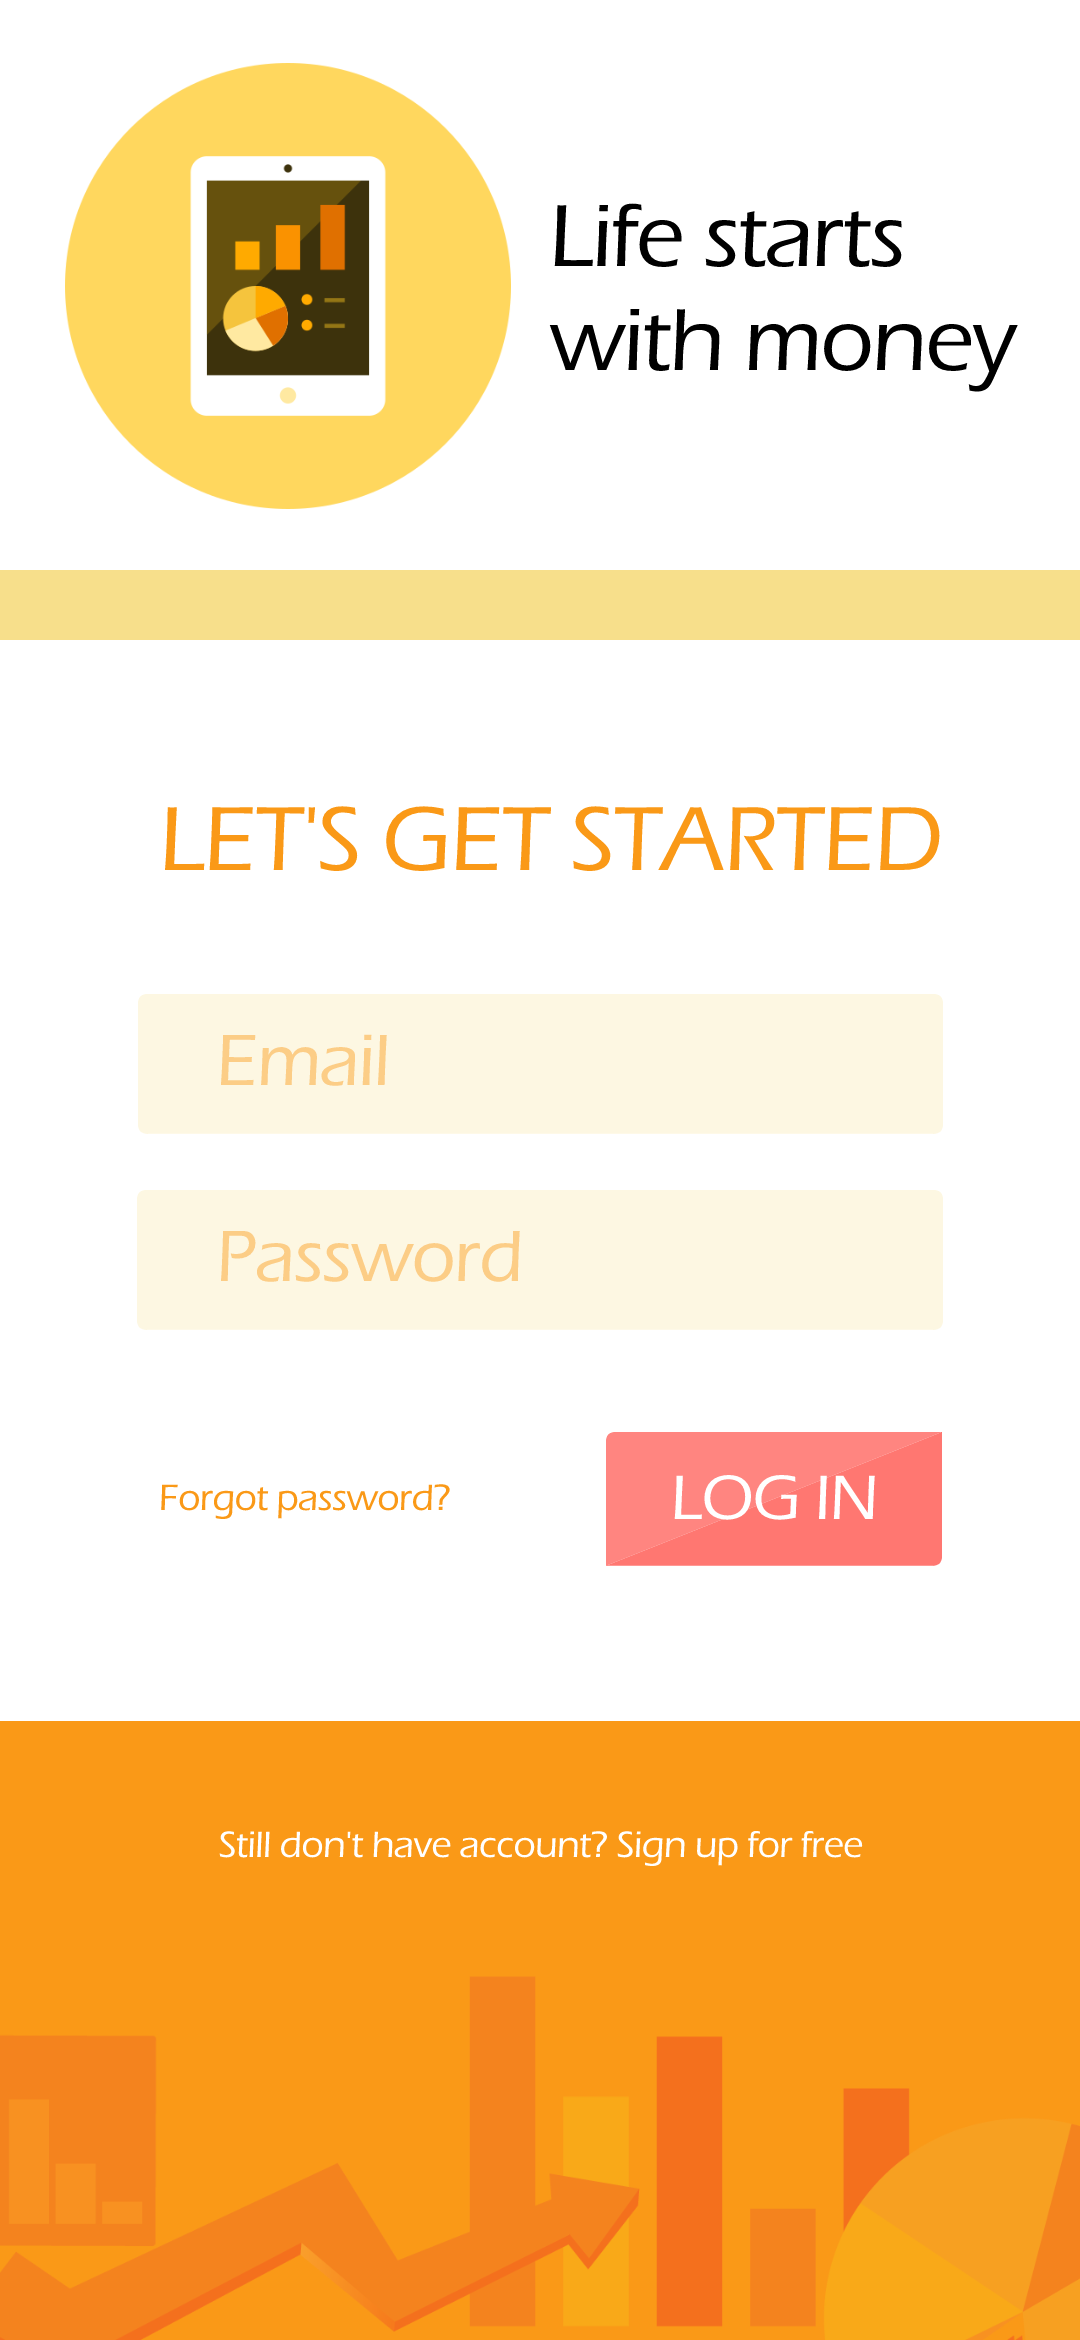 Life starts
with money
LET'S GET STARTED
Email
Password
Forgot password?
LOG IN
Still don't have account? Sign up for free